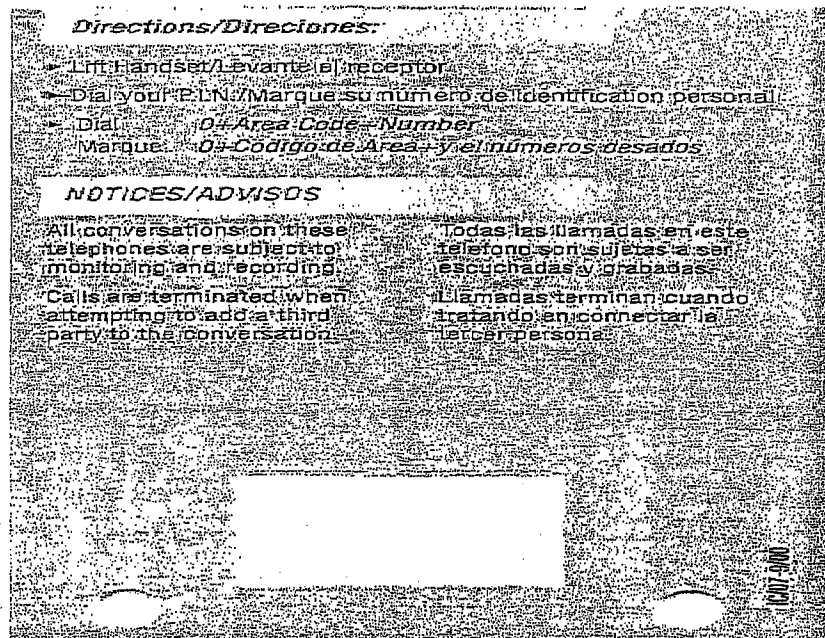 Directions/Direciones:
Lift Handset/Levante el receptor
Dial your P.I.N./Marque su número de Identification personal
Dial 0+Area Code+Number
Marque 0+Codigo de Area+y el números desados
NOTICES/ADVISOS
All conversations on these
telephones are subject to
monitoring and recording.
Calls are terminated when
attempting to add a third
party to the conversation.
Todas las llamadas en este
teléfono son sujetas a ser
escuchadas y grabadas.
Llamadas terminan cuando
tratando en connectar la
tercer persona.